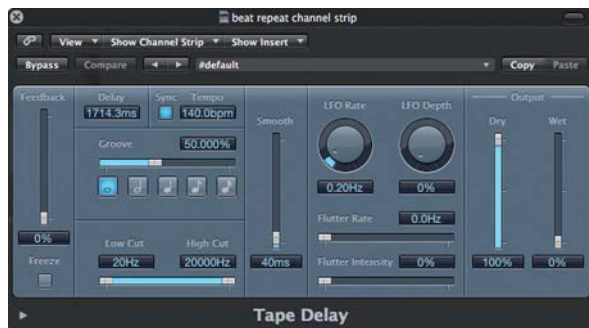 beat repeat channel strip
View Show Channel Strip Show Insert
Bypass Compare #default Copy Paste
Feedback
0%
Freeze
Delay Sync Tempo
1714.3ms 140.0bpm
Groove 50.000%
Low Cut High Cut
20Hz 20000Hz
Smooth
40ms
LFO Rate LFO Depth
0.20Hz 0%
Flutter Rate 0.0Hz
Flutter Intensity 0%
Output
Dry Wet
100% 0%
Tape Delay